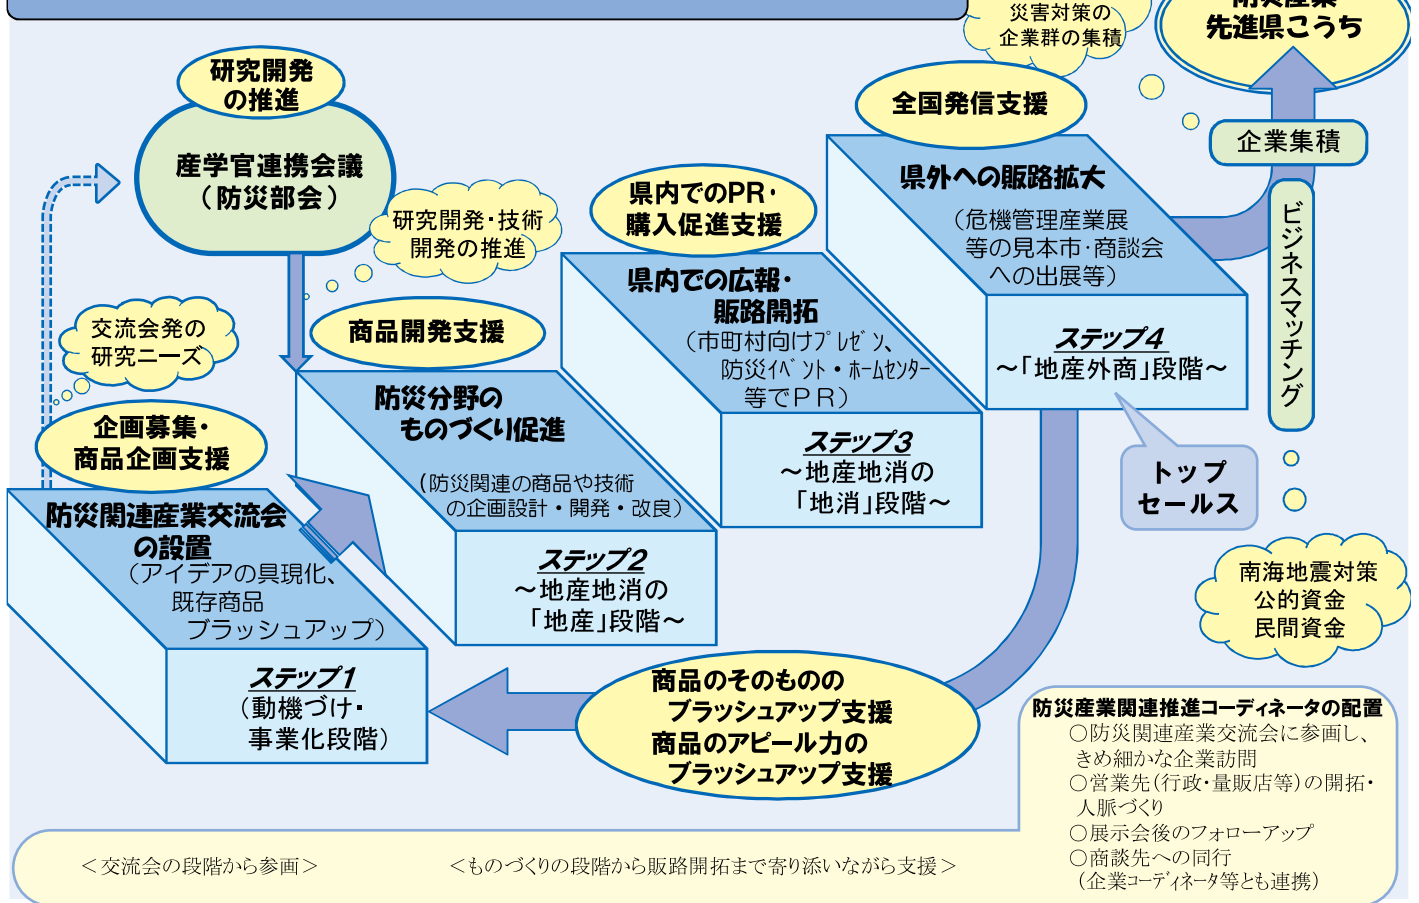 災害対策の
企業群の集積
防災産業
先進県こうち
研究開発
の推進
産学官連携会議
（防災部会）
研究開発・技術
開発の推進
交流会発の
研究ニーズ
企画募集・
商品企画支援
防災関連産業交流会
の設置
（アイデアの具現化、
既存商品
ブラッシュアップ）
ステップ1
（動機づけ・
事業化段階）
商品開発支援
防災分野の
ものづくり促進
（防災関連の商品や技術
の企画設計・開発・改良）
ステップ2
～地産地消の
「地産」段階～
県内でのPR・
購入促進支援
県内での広報・
販路開拓
（市町村向けﾌﾟﾚｾﾞﾝ、
防災ｲﾍﾞﾝﾄ・ﾎｰﾑｾﾝﾀｰ
等でＰＲ）
ステップ3
～地産地消の
「地消」段階～
全国発信支援
県外への販路拡大
（危機管理産業展
等の見本市・商談会
への出展等）
ステップ4
～「地産外商」段階～
企業集積
ビジネスマッチング
トップ
セールス
南海地震対策
公的資金
民間資金
商品のそのものの
ブラッシュアップ支援
商品のアピール力の
ブラッシュアップ支援
防災産業関連推進コーディネータの配置
○防災関連産業交流会に参画し、
きめ細かな企業訪問
○営業先（行政・量販店等）の開拓・
人脈づくり
○展示会後のフォローアップ
○商談先への同行
（企業ｺｰﾃﾞｨﾈｰﾀ等とも連携）
＜交流会の段階から参画＞
＜ものづくりの段階から販路開拓まで寄り添いながら支援＞